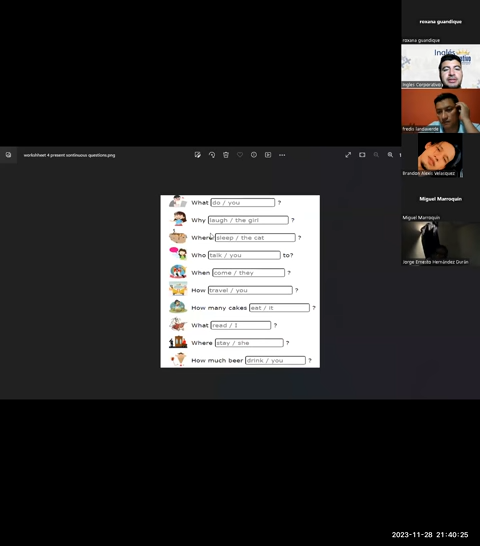 roxana guandique
roxana guandique
Inglés
Inglés Corporativo
worksheet 4 present continuous questions.png
What do / you ?
Why laugh / the girl ?
Where sleep / the cat ?
Who talk / you to?
When come / they ?
How travel / you ?
How many cakes eat / it ?
What read / I ?
Where stay / she ?
How much beer drink / you ?
Brandon Alexis Velazquez
Miguel Marroquin
Miguel Marroquin
Jorge Ernesto Hernández Durán
2023-11-28 21:40:25